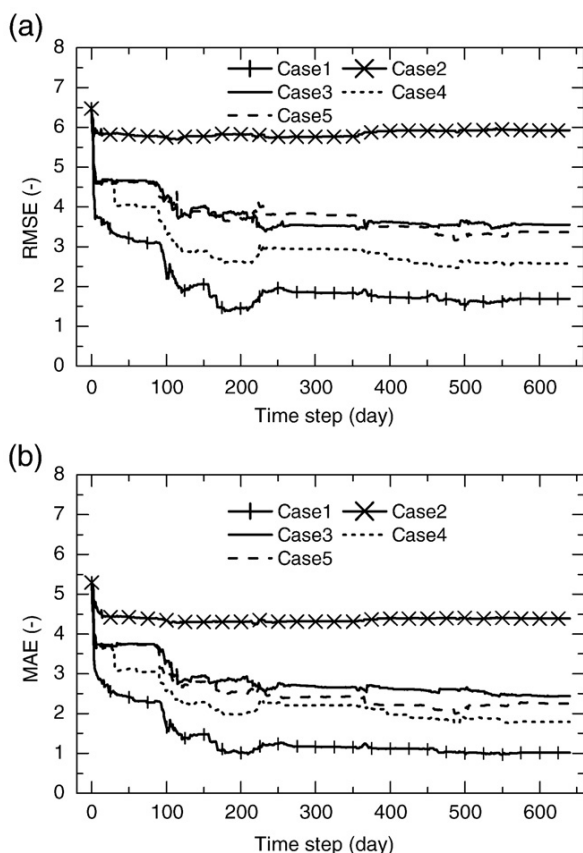 (a)
8
7
6
5
4
3
2
1
0
RMSE (-)
Case1 Case2
Case3 Case4
Case5
0 100 200 300 400 500 600
Time step (day)
(b)
8
7
6
5
4
3
2
1
0
MAE (-)
Case1 Case2
Case3 Case4
Case5
0 100 200 300 400 500 600
Time step (day)